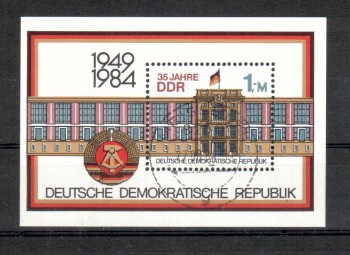 1949
1984
35 JAHRE
DDR
1,-M
DEUTSCHE DEMOKRATISCHE REPUBLIK
DEUTSCHE DEMOKRATISCHE REPUBLIK